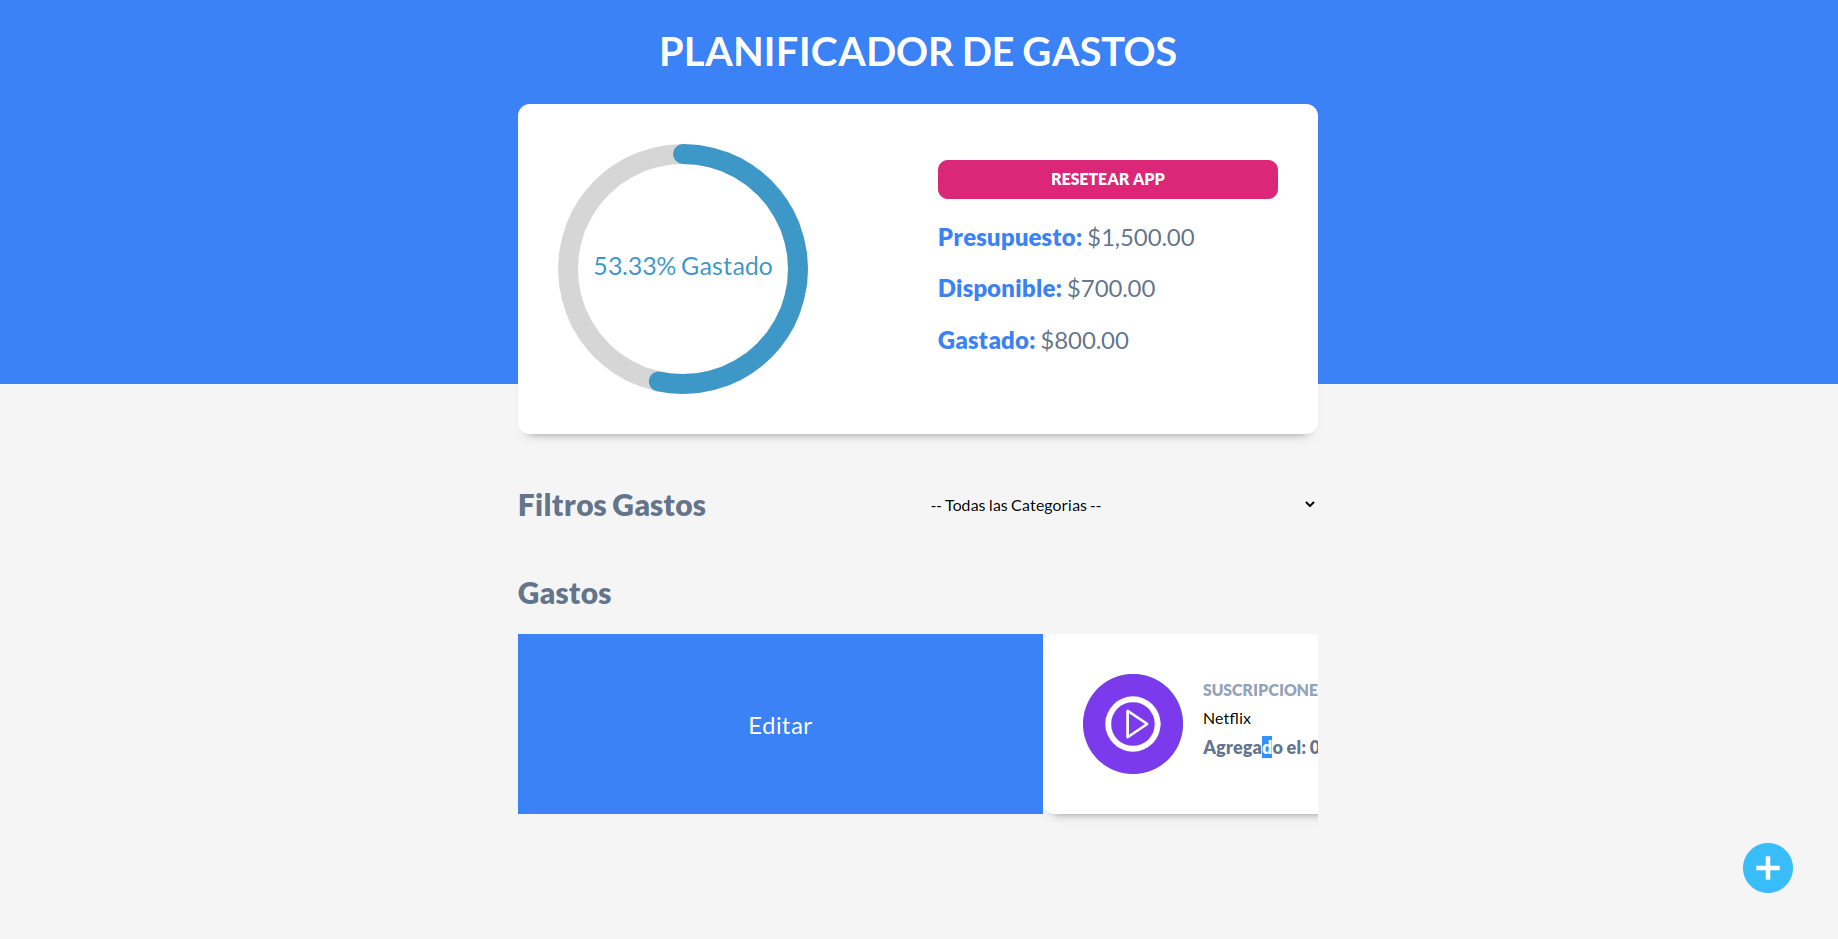 PLANIFICADOR DE GASTOS
53.33% Gastado
RESETEAR APP
Presupuesto: $1,500.00
Disponible: $700.00
Gastado: $800.00
Filtros Gastos
-- Todas las Categorias --
Gastos
Editar
SUSCRIPCIONE
Netflix
Agregado el: 0